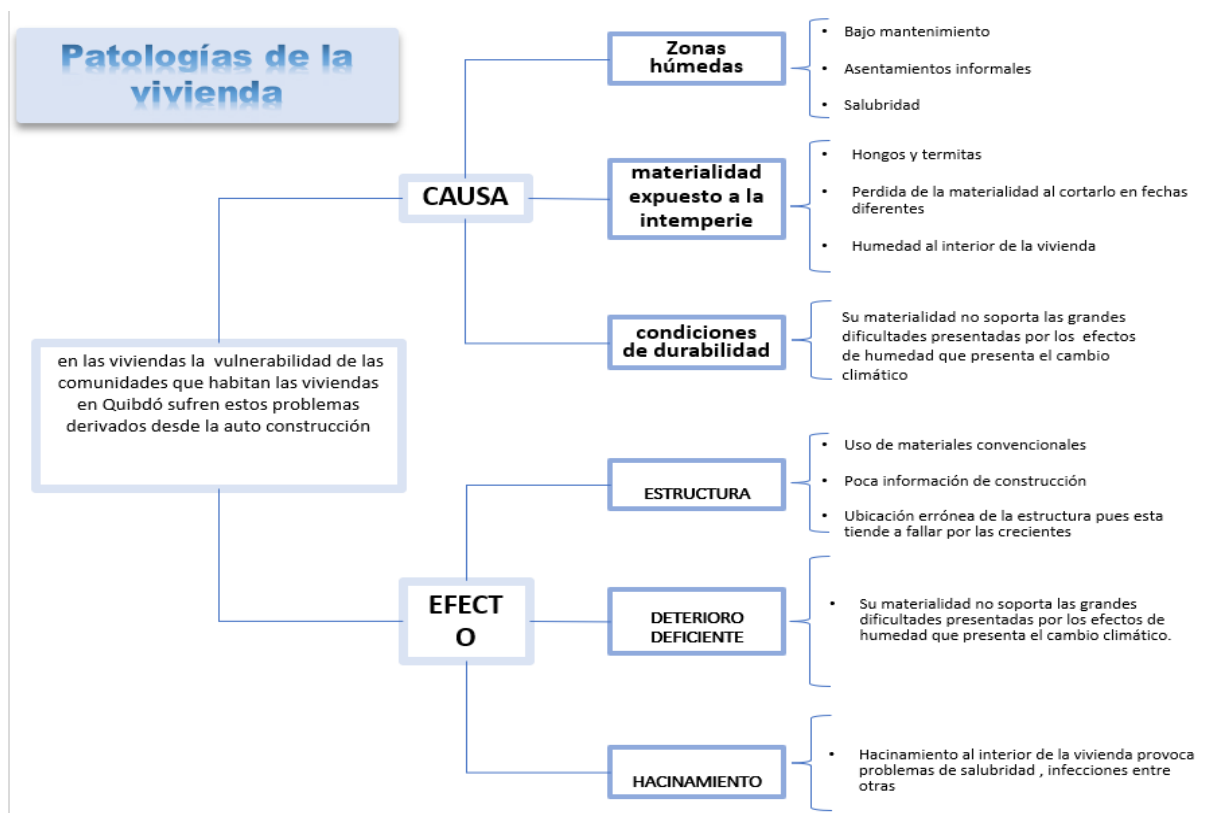 Patologías de la
vivienda
Zonas
húmedas
• Bajo mantenimiento
• Asentamientos informales
• Salubridad
CAUSA
materialidad
expuesto a la
intemperie
• Hongos y termitas
• Perdida de la materialidad al cortarlo en fechas
diferentes
• Humedad al interior de la vivienda
condiciones
de durabilidad
Su materialidad no soporta las grandes
dificultades presentadas por los efectos
de humedad que presenta el cambio
climático
en las viviendas la vulnerabilidad de las
comunidades que habitan las viviendas
en Quibdó sufren estos problemas
derivados desde la auto construcción
ESTRUCTURA
• Uso de materiales convencionales
• Poca información de construcción
• Ubicación errónea de la estructura pues esta
tiende a fallar por las crecientes
EFECT
O
DETERIORO
DEFICIENTE
• Su materialidad no soporta las grandes
dificultades presentadas por los efectos de
humedad que presenta el cambio climático.
HACINAMIENTO
• Hacinamiento al interior de la vivienda provoca
problemas de salubridad , infecciones entre
otras